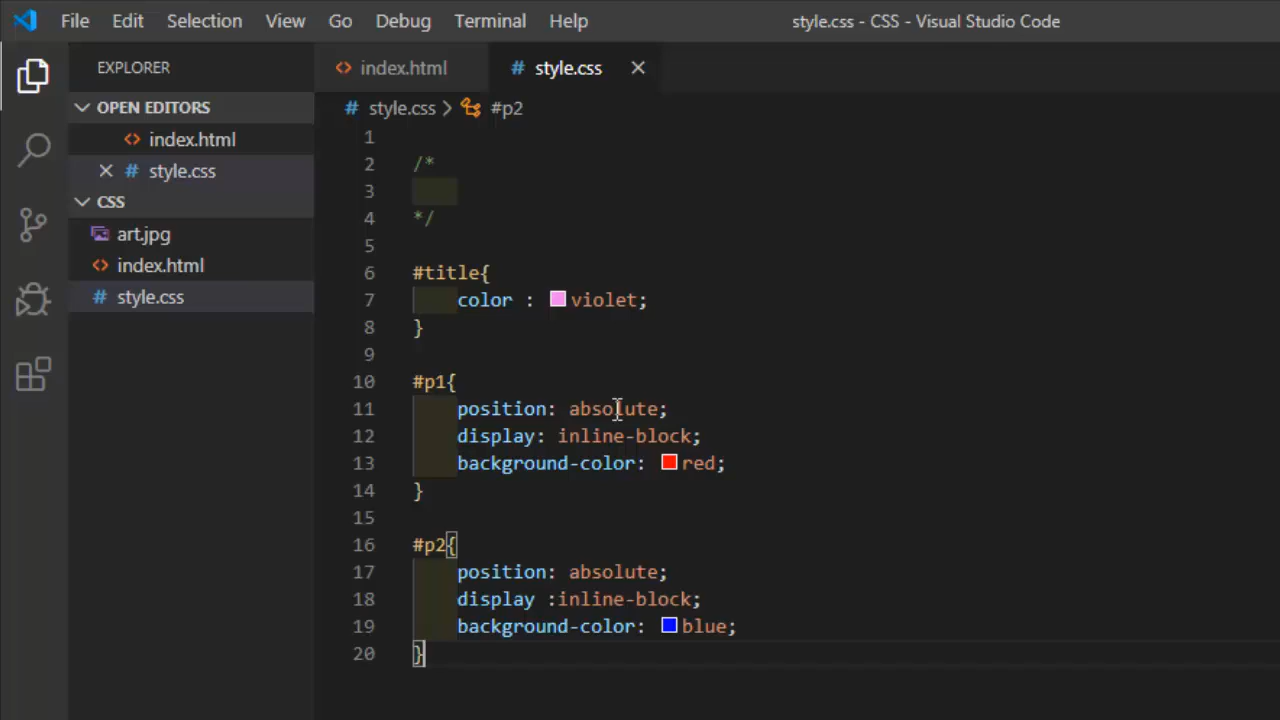 File Edit Selection View Go Debug Terminal Help style.css - CSS - Visual Studio Code
EXPLORER
OPEN EDITORS
index.html
style.css
CSS
art.jpg
index.html
style.css
index.html # style.css
# style.css > #p2
1
2 /*
3
4 */
5
6 #title{
7 color : violet;
8 }
9
10 #p1{
11 position: absolute;
12 display: inline-block;
13 background-color: red;
14 }
15
16 #p2{
17 position: absolute;
18 display :inline-block;
19 background-color: blue;
20 }